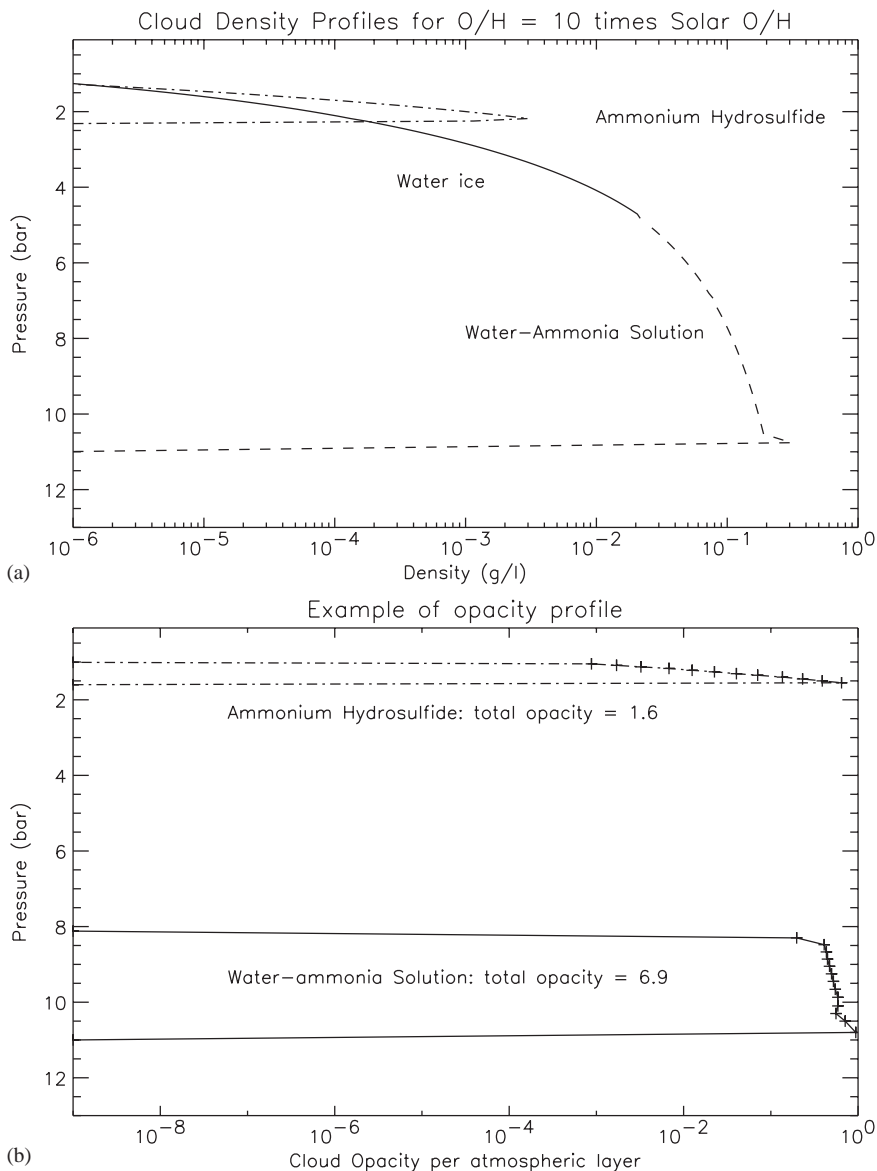 Cloud Density Profiles for O/H = 10 times Solar O/H
2
4
6
8
10
12
Pressure (bar)
Ammonium Hydrosulfide
Water ice
Water-Ammonia Solution
10^-6 10^-5 10^-4 10^-3 10^-2 10^-1 10^0
Density (g/l)
(a)
Example of opacity profile
2
4
6
8
10
12
Pressure (bar)
Ammonium Hydrosulfide: total opacity = 1.6
Water-ammonia Solution: total opacity = 6.9
10^-8 10^-6 10^-4 10^-2 10^0
Cloud Opacity per atmospheric layer
(b)